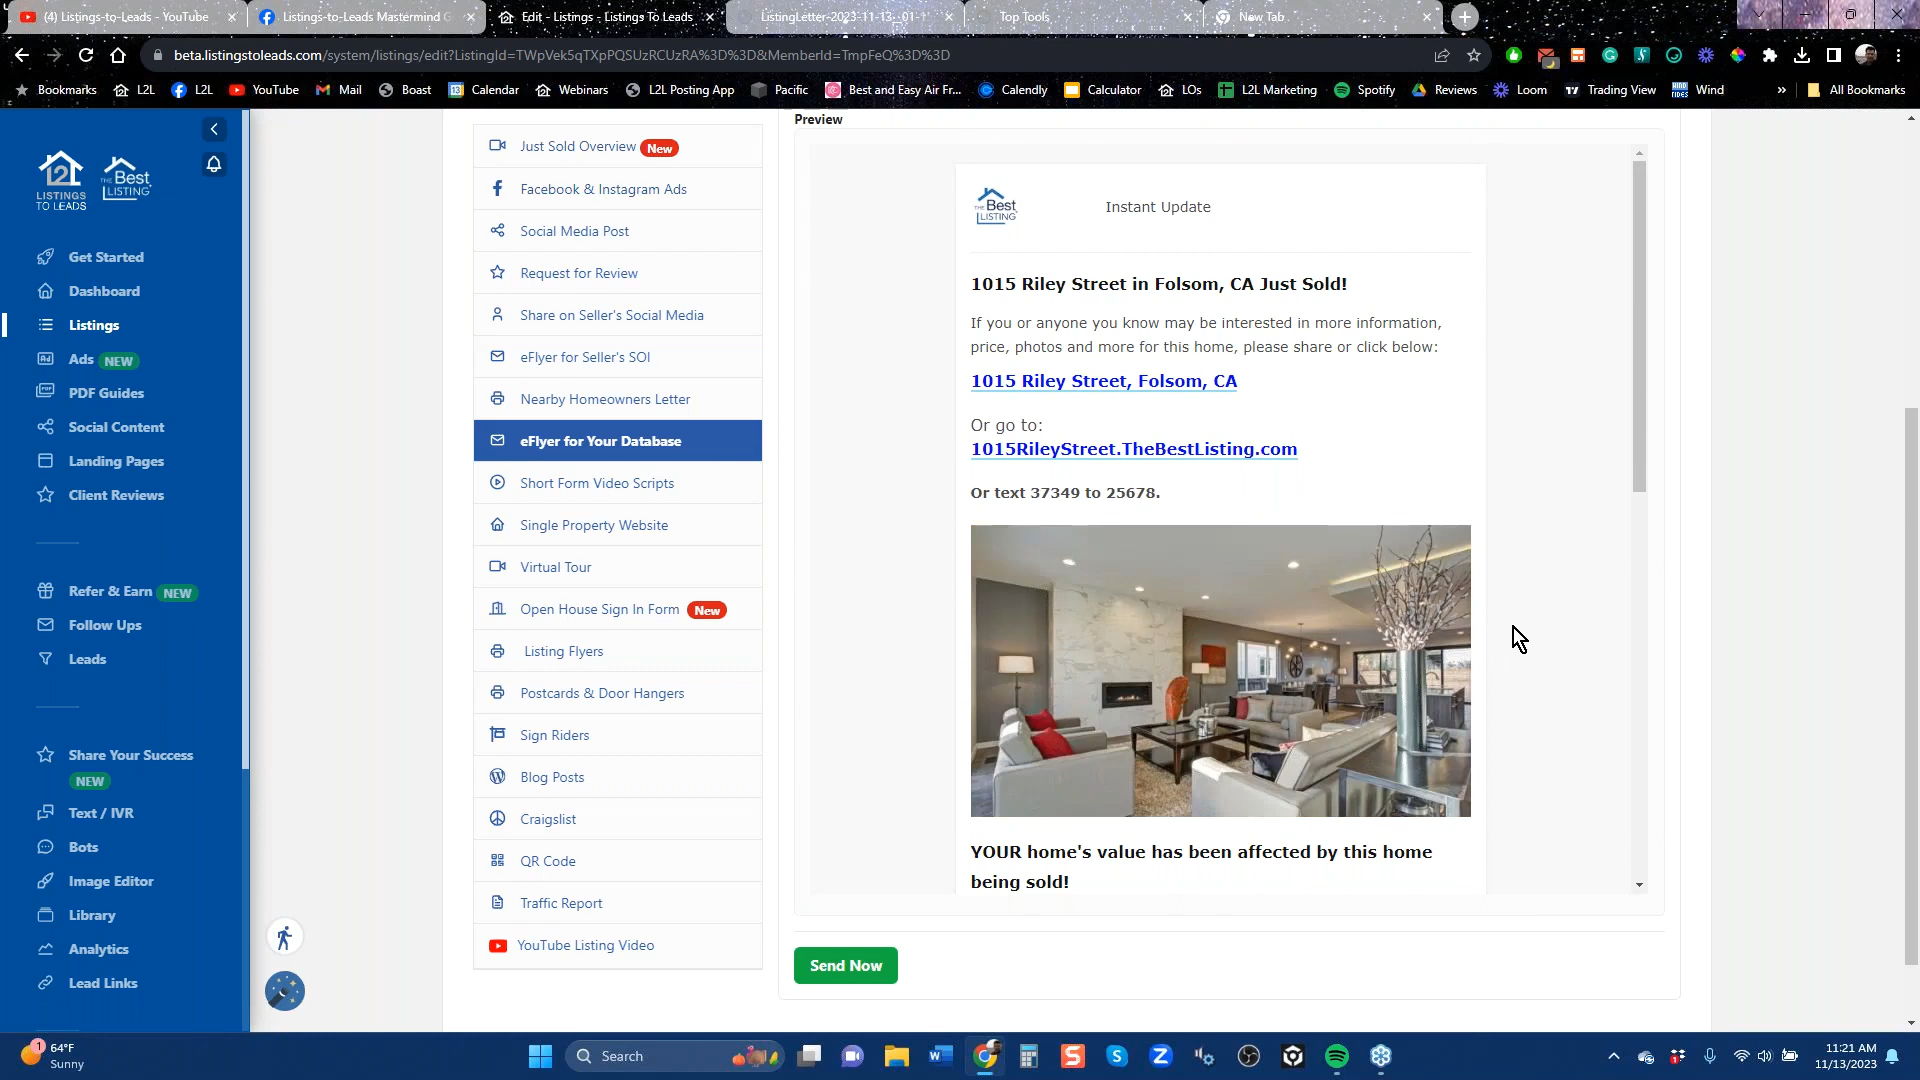 (4) Listings-to-Leads - YouTube
Listings-to-Leads Mastermind G
Edit - Listings - Listings To Leads
ListingLetter-2023-11-13-
Top Tools
New Tab
beta.listingstoleads.com/system/listings/edit?ListingId=TWpVek5qTXpPQSUzRCUzRA%3D%3D&MemberId=TmpFeQ%3D%3D
Bookmarks
L2L
L2L
YouTube
Mail
Boast
Calendar
Webinars
L2L Posting App
Pacific
Best and Easy Air Fr...
Calendly
Calculator
LOs
L2L Marketing
Spotify
Reviews
Loom
Trading View
Wind
»
All Bookmarks
L2L
LISTINGS
TO LEADS
THE Best
LISTING
Get Started
Dashboard
Listings
Ads NEW
PDF Guides
Social Content
Landing Pages
Client Reviews
Refer & Earn NEW
Follow Ups
Leads
Share Your Success
NEW
Text / IVR
Bots
Image Editor
Library
Analytics
Lead Links
Just Sold Overview New
Facebook & Instagram Ads
Social Media Post
Request for Review
Share on Seller's Social Media
eFlyer for Seller's SOI
Nearby Homeowners Letter
eFlyer for Your Database
Short Form Video Scripts
Single Property Website
Virtual Tour
Open House Sign In Form New
Listing Flyers
Postcards & Door Hangers
Sign Riders
Blog Posts
Craigslist
QR Code
Traffic Report
YouTube Listing Video
Preview
THE Best
LISTING
Instant Update
1015 Riley Street in Folsom, CA Just Sold!
If you or anyone you know may be interested in more information,
price, photos and more for this home, please share or click below:
1015 Riley Street, Folsom, CA
Or go to:
1015RileyStreet.TheBestListing.com
Or text 37349 to 25678.
YOUR home's value has been affected by this home
being sold!
Send Now
1
64°F
Sunny
Search
11:21 AM
11/13/2023